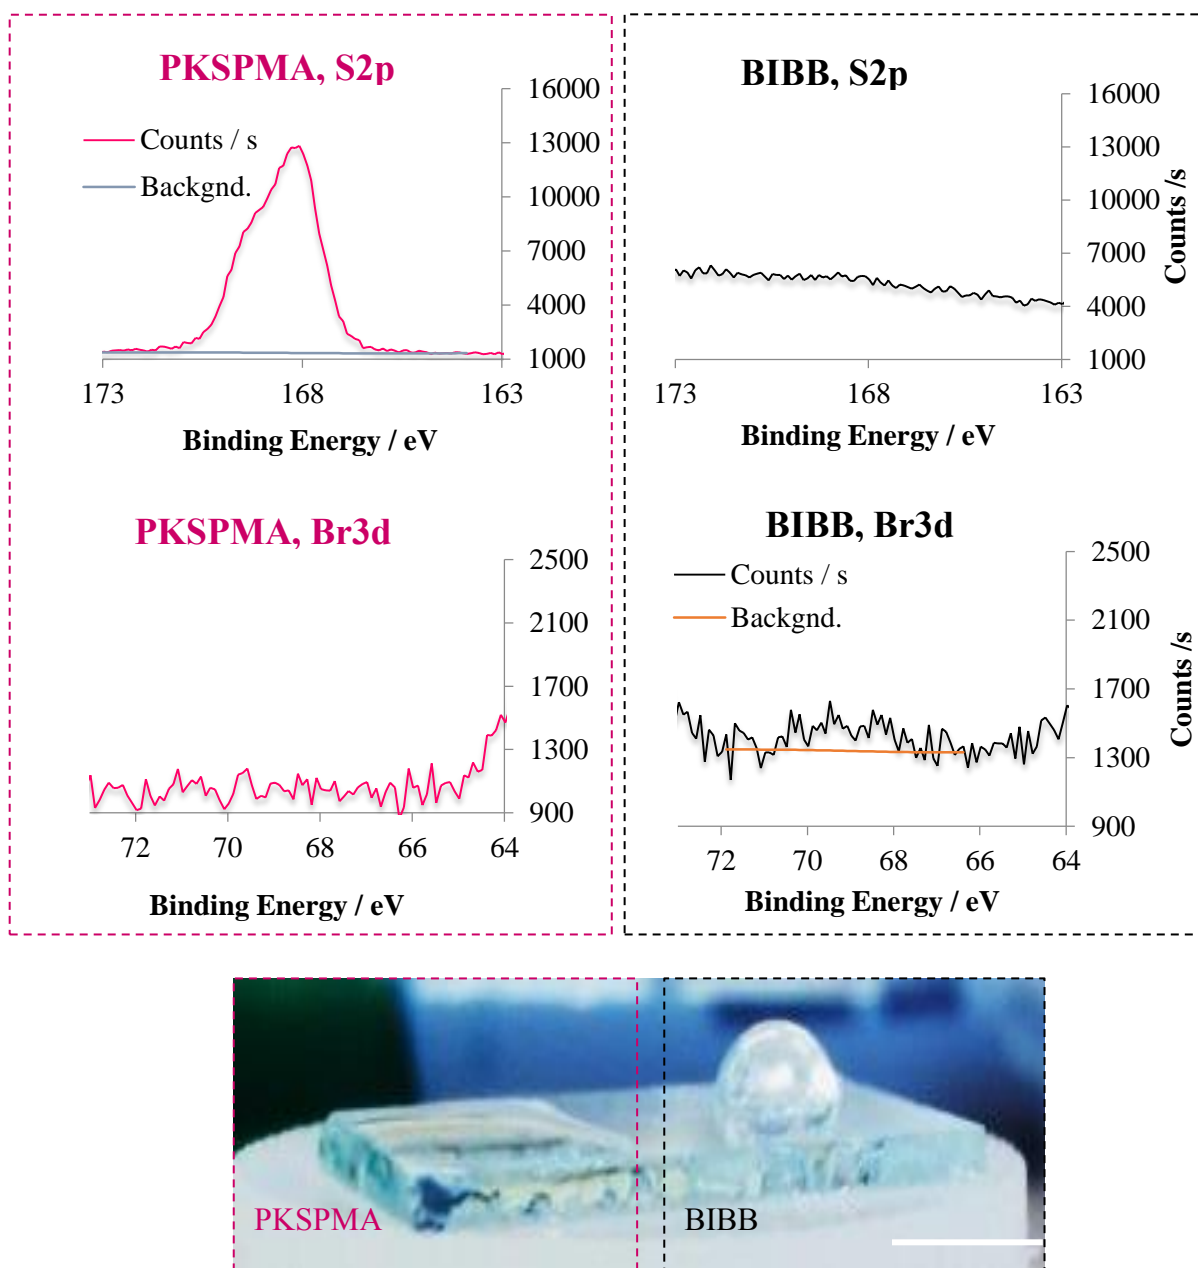 PKSPMA, S2p
Counts / s
Backgnd.
16000
13000
10000
7000
4000
1000
173
168
163
Binding Energy / eV
BIBB, S2p
16000
13000
10000
7000
4000
1000
Counts /s
173
168
163
Binding Energy / eV
PKSPMA, Br3d
2500
2100
1700
1300
900
72
70
68
66
64
Binding Energy / eV
BIBB, Br3d
Counts / s
Backgnd.
2500
2100
1700
1300
900
Counts /s
72
70
68
66
64
Binding Energy / eV
PKSPMA
BIBB